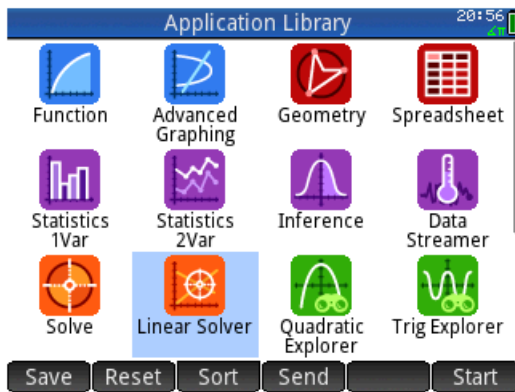 Application Library
20:56
∡π
Function
Advanced
Graphing
Geometry
Spreadsheet
Statistics
1Var
Statistics
2Var
Inference
Data
Streamer
Solve
Linear Solver
Quadratic
Explorer
Trig Explorer
Save Reset Sort Send Start